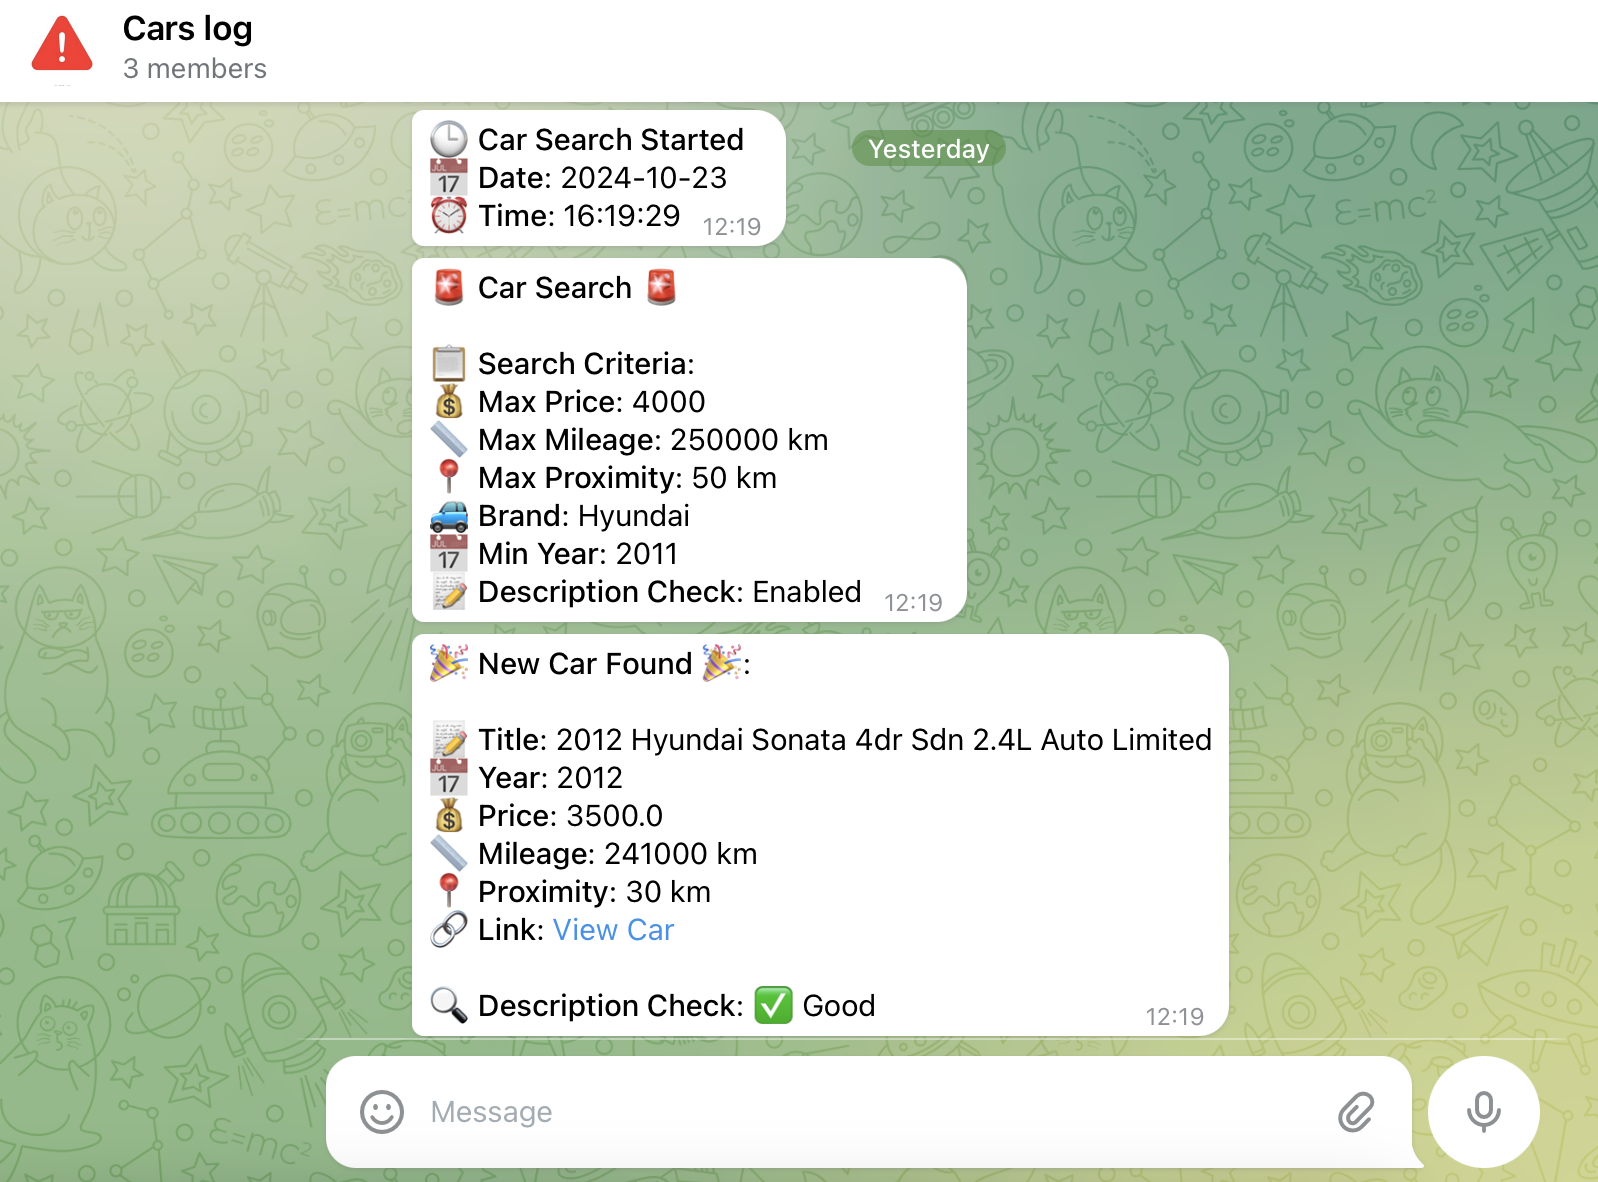 Cars log
3 members
Yesterday
🕒 Car Search Started
📅 Date: 2024-10-23
⏰ Time: 16:19:29 12:19
🚨 Car Search 🚨
📋 Search Criteria:
💰 Max Price: 4000
📏 Max Mileage: 250000 km
📍 Max Proximity: 50 km
🚙 Brand: Hyundai
📅 Min Year: 2011
📝 Description Check: Enabled 12:19
🎉 New Car Found 🎉:
📝 Title: 2012 Hyundai Sonata 4dr Sdn 2.4L Auto Limited
📅 Year: 2012
💰 Price: 3500.0
📏 Mileage: 241000 km
📍 Proximity: 30 km
🔗 Link: View Car
🔍 Description Check: ✅ Good
12:19
Message